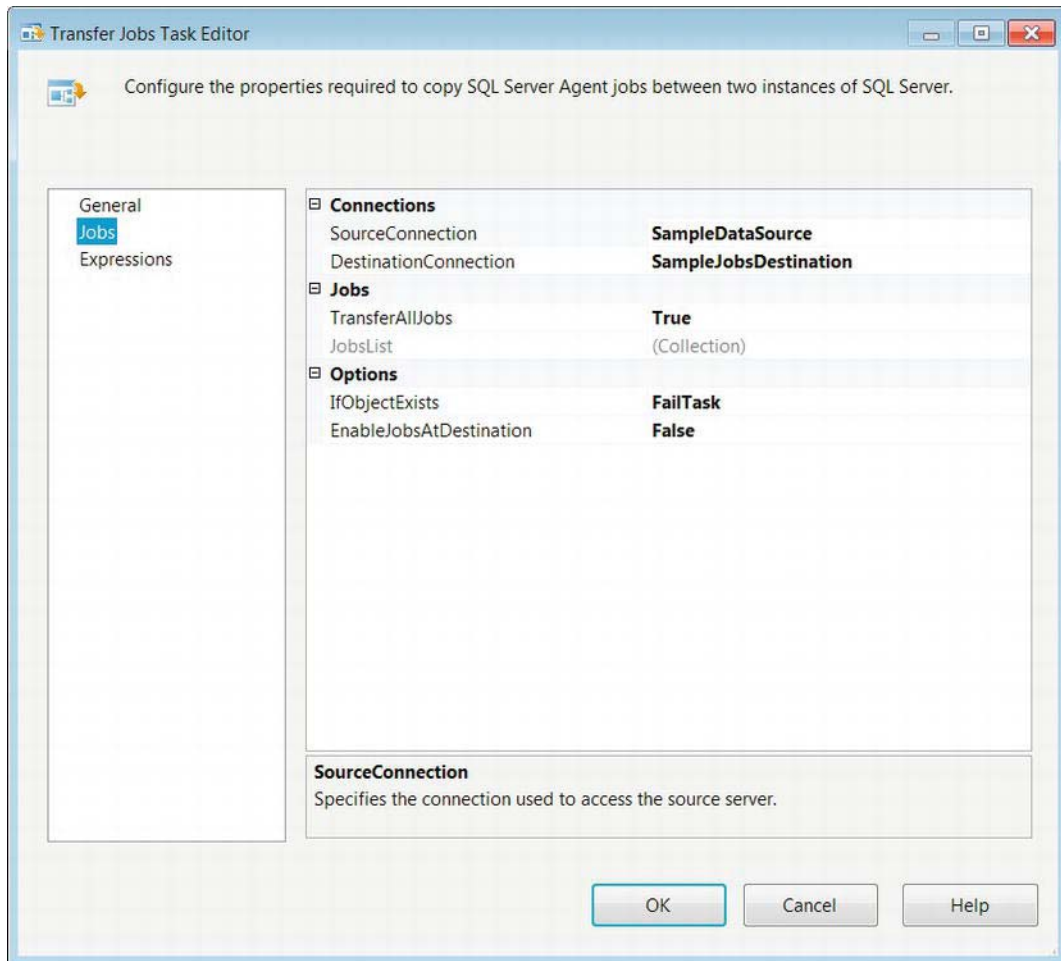 Transfer Jobs Task Editor
Configure the properties required to copy SQL Server Agent jobs between two instances of SQL Server.
General
Jobs
Expressions
Connections
SourceConnection SampleDataSource
DestinationConnection SampleJobsDestination
Jobs
TransferAllJobs True
JobsList (Collection)
Options
IfObjectExists FailTask
EnableJobsAtDestination False
SourceConnection
Specifies the connection used to access the source server.
OK Cancel Help